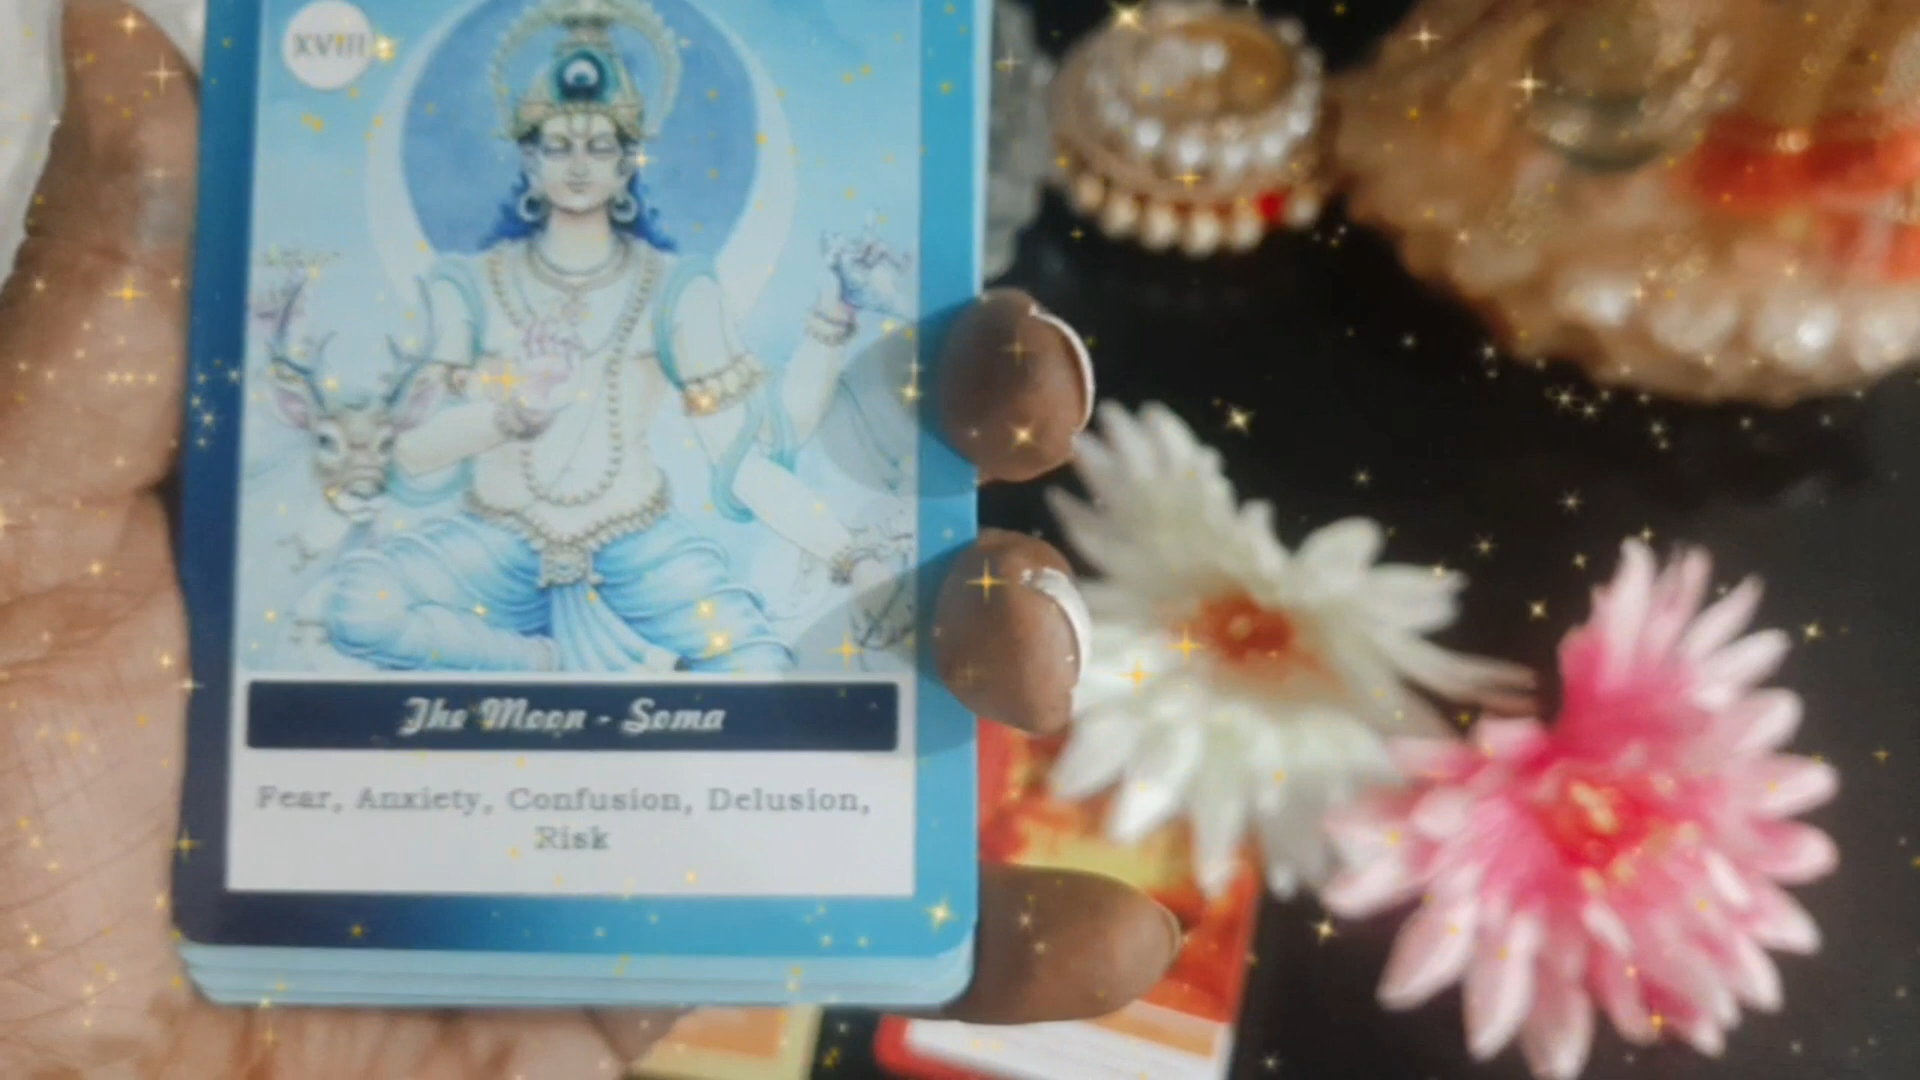 XVIII
The Moon - Soma
Fear, Anxiety, Confusion, Delusion,
Risk